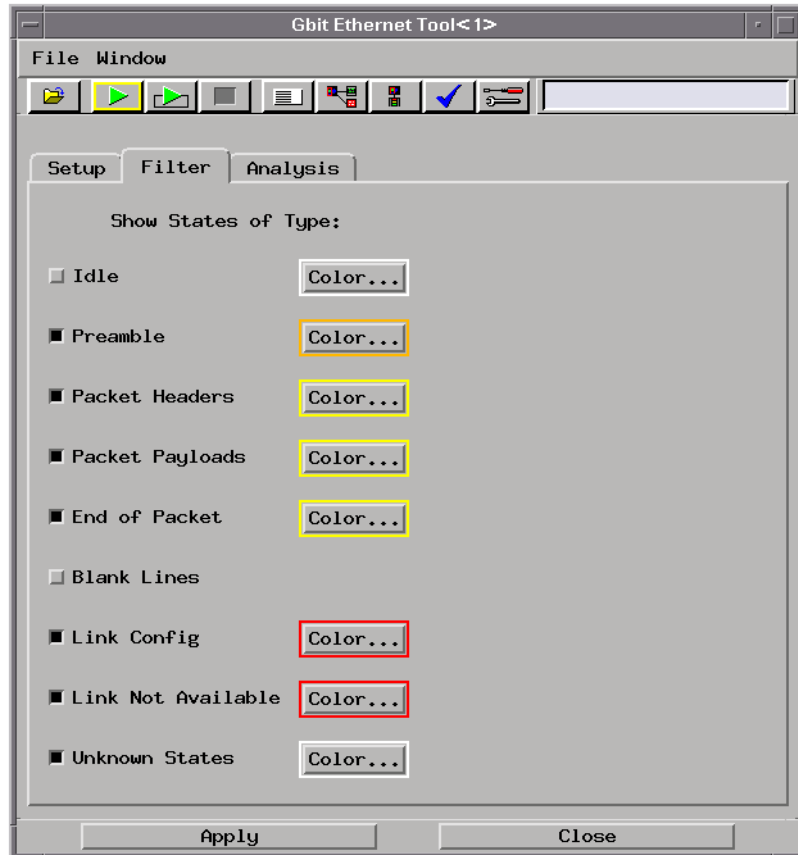 Gbit Ethernet Tool<1>
File Window
Setup Filter Analysis
Show States of Type:
Idle Color...
Preamble Color...
Packet Headers Color...
Packet Payloads Color...
End of Packet Color...
Blank Lines
Link Config Color...
Link Not Available Color...
Unknown States Color...
Apply Close